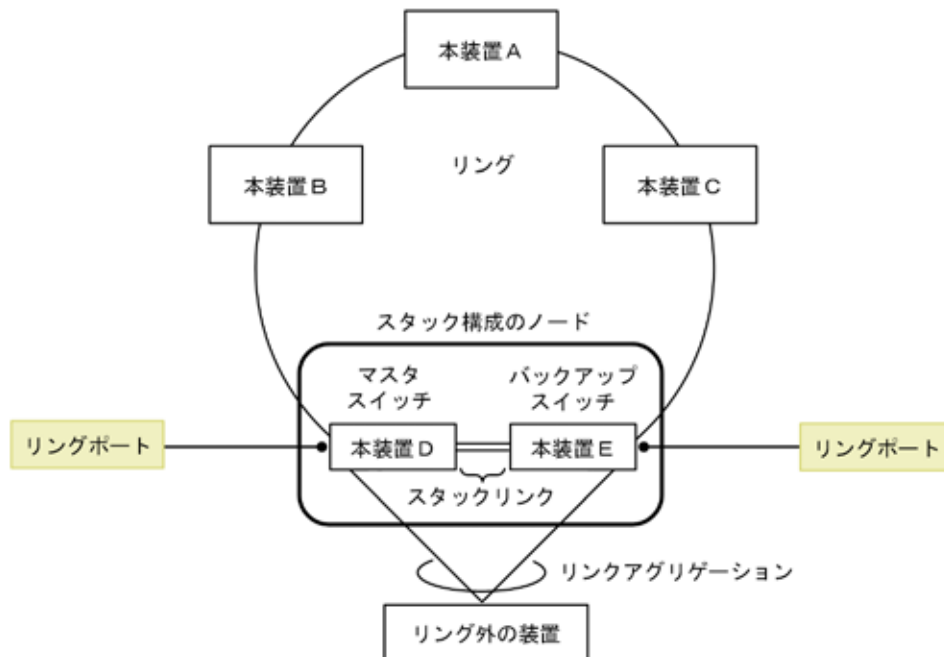 本装置A
本装置B
リング
本装置C
スタック構成のノード
マスタ
スイッチ
バックアップ
スイッチ
リングポート
本装置D
本装置E
リングポート
スタックリンク
リンクアグリゲーション
リング外の装置